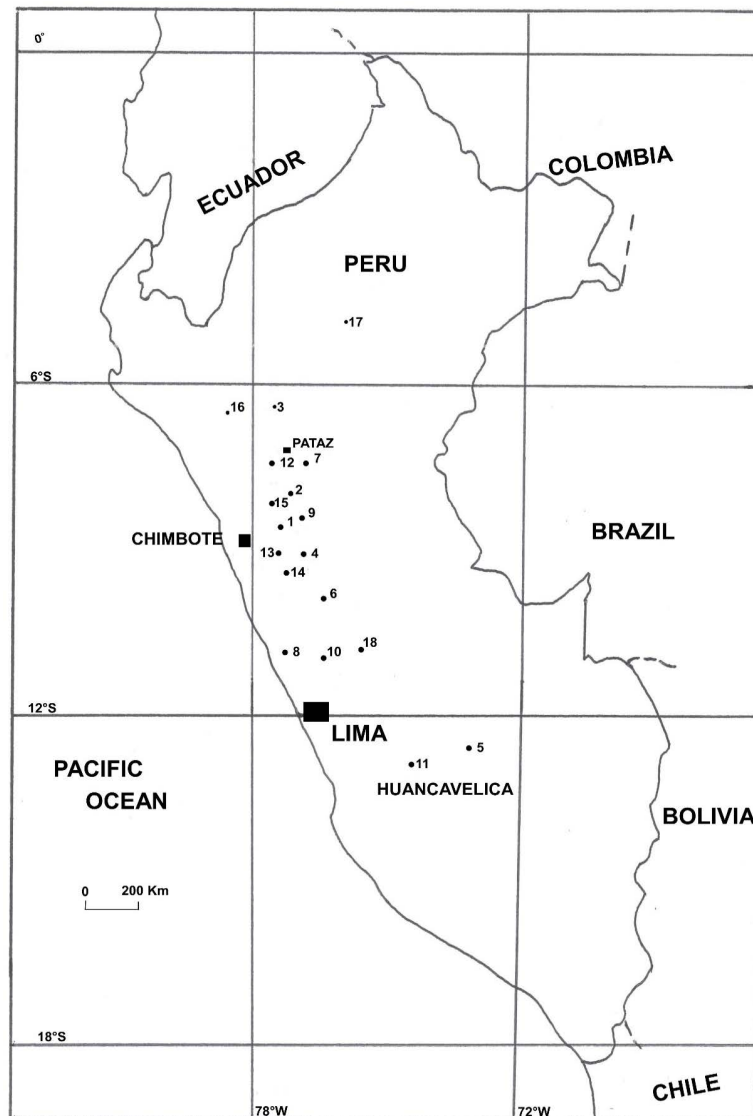 0°
COLOMBIA
ECUADOR
PERU
17
6°S
16
3
PATAZ
12
7
2
15
9
1
CHIMBOTE
BRAZIL
13
4
14
6
18
8
10
12°S
LIMA
5
11
PACIFIC
OCEAN
HUANCAVELICA
BOLIVIA
0 200 Km
18°S
CHILE
78°W
72°W